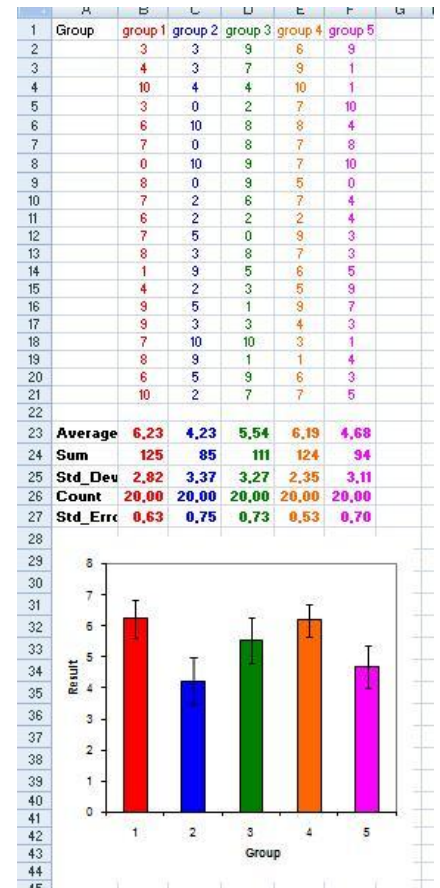 A B C D E F G
1 Group group 1 group 2 group 3 group 4 group 5
2 3 3 9 6 9
3 4 3 7 9 1
4 10 4 4 10 1
5 3 0 2 7 10
6 6 10 8 8 4
7 7 0 8 7 8
8 0 10 9 7 10
9 8 0 9 5 0
10 7 2 6 7 4
11 6 2 2 2 4
12 7 5 0 9 3
13 8 3 8 7 3
14 1 9 5 6 5
15 4 2 3 5 9
16 9 5 1 9 7
17 9 3 3 4 3
18 7 10 10 3 1
19 8 9 1 1 4
20 6 5 9 6 3
21 10 2 7 7 5
22
23 Average 6,23 4,23 5,54 6,19 4,68
24 Sum 125 85 111 124 94
25 Std_Dev 2,82 3,37 3,27 2,35 3,11
26 Count 20,00 20,00 20,00 20,00 20,00
27 Std_Errc 0,63 0,75 0,73 0,53 0,70
28
29
30
31
32
33
34
35
36
37
38
39
40
41
42
43
44
45
8
7
6
5
4
3
2
1
0
Result
1 2 3 4 5
Group